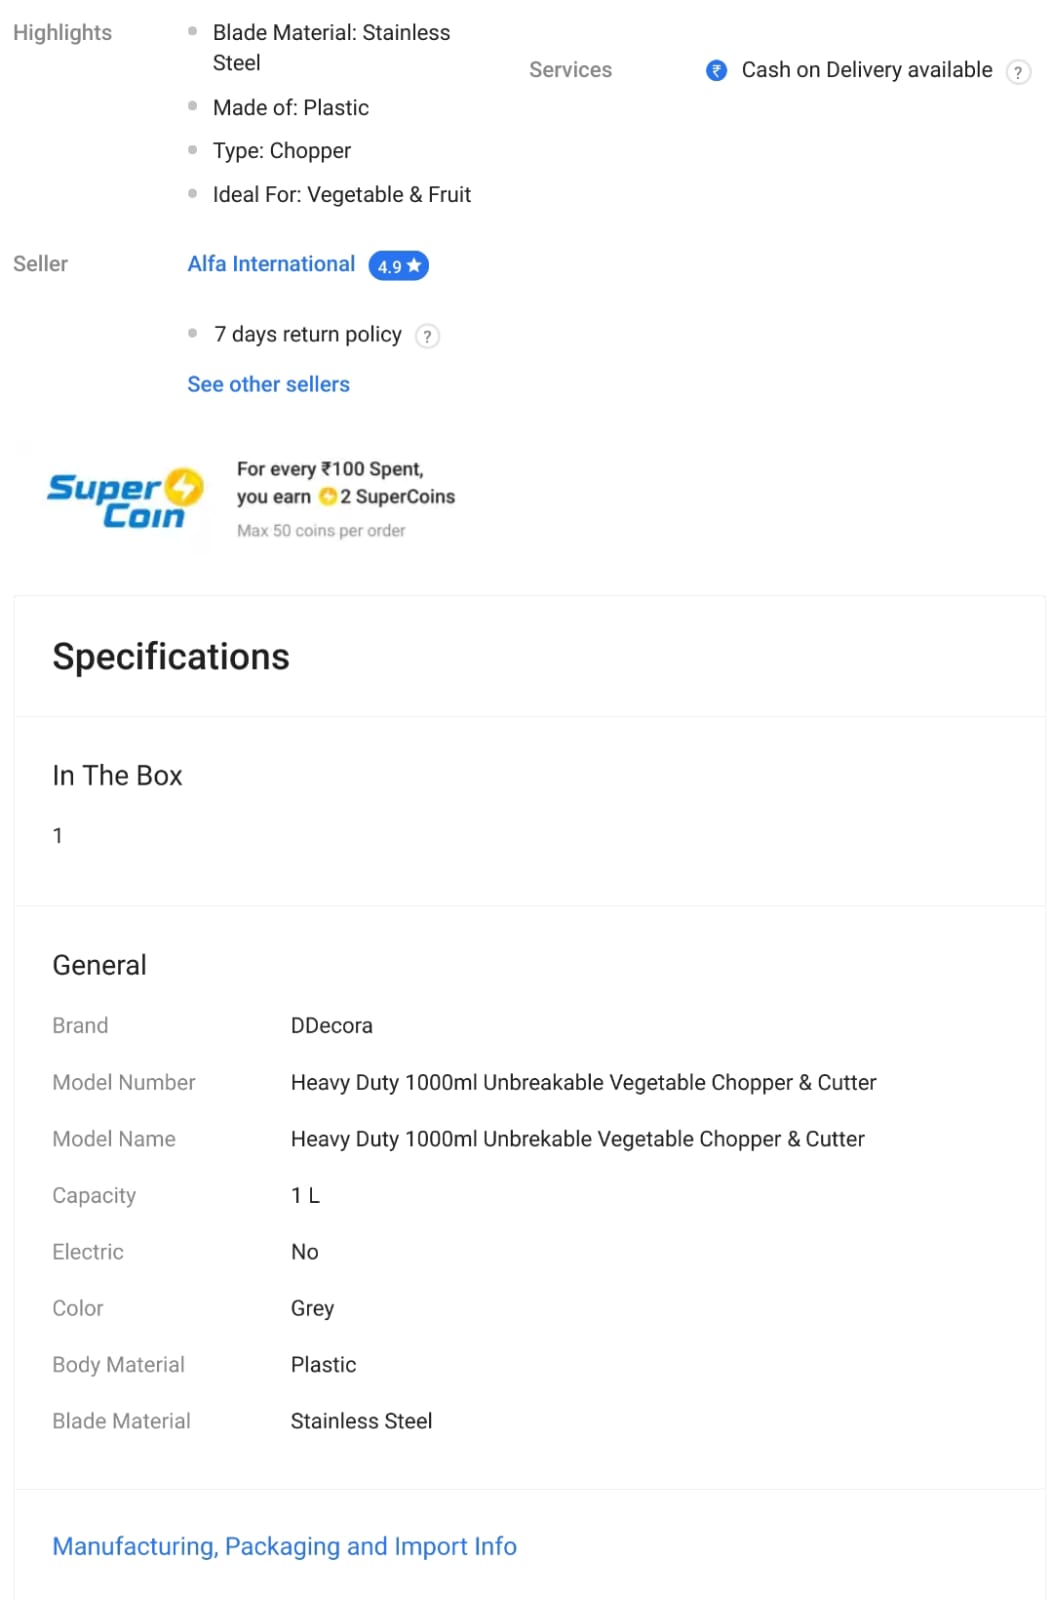 Highlights
Blade Material: Stainless
Steel
Made of: Plastic
Type: Chopper
Ideal For: Vegetable & Fruit
Services
₹ Cash on Delivery available ?
Seller
Alfa International 4.9★
7 days return policy ?
See other sellers
Super
Coin
For every ₹100 Spent,
you earn 2 SuperCoins
Max 50 coins per order
Specifications
In The Box
1
General
Brand DDecora
Model Number Heavy Duty 1000ml Unbreakable Vegetable Chopper & Cutter
Model Name Heavy Duty 1000ml Unbrekable Vegetable Chopper & Cutter
Capacity 1 L
Electric No
Color Grey
Body Material Plastic
Blade Material Stainless Steel
Manufacturing, Packaging and Import Info